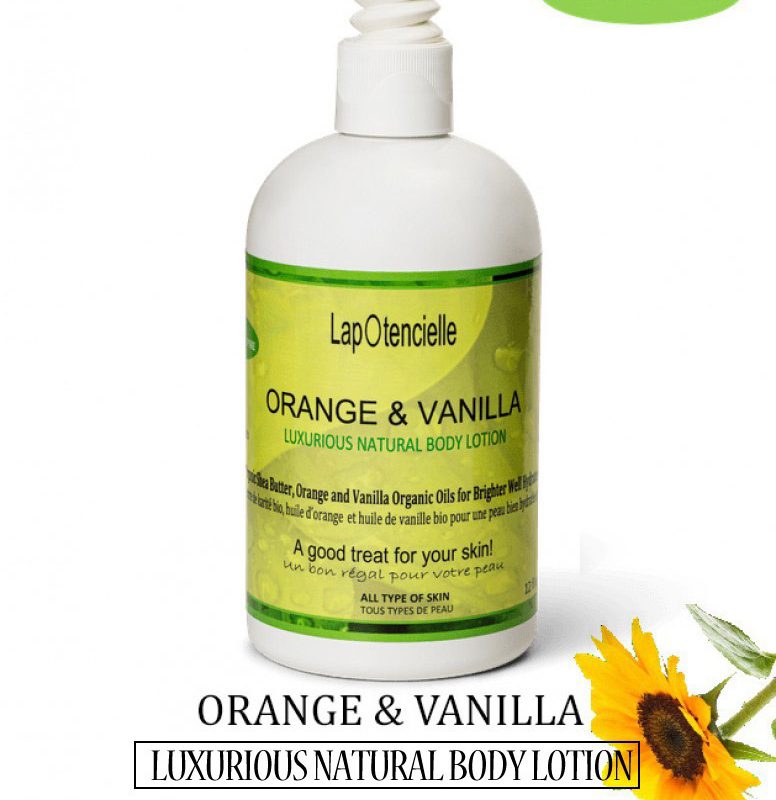 LapOtencielle
ORANGE & VANILLA
LUXURIOUS NATURAL BODY LOTION
Shea Butter, Orange and Vanilla Organic Oils for Brighter Well
karité bio, huile d'orange et huile de vanille bio pour une peau bien
A good treat for your skin!
un bon régal pour votre peau
ALL TYPE OF SKIN
TOUS TYPES DE PEAU
ORANGE & VANILLA
LUXURIOUS NATURAL BODY LOTION